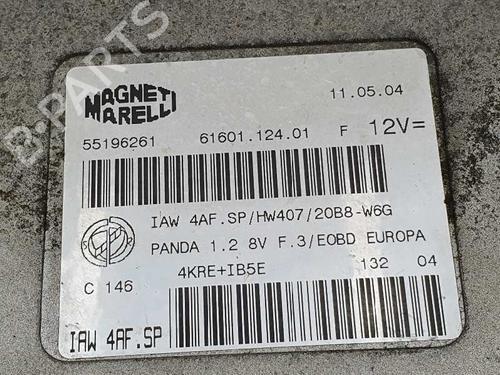 MAGNETI
MARELLI
11.05.04
55196261 61601.124.01 F 12V=
IAW 4AF.SP/HW407/20B8-W6G
PANDA 1.2 8V F.3/EOBD EUROPA
4KRE+IB5E 132 04
C 146
IAW 4AF.SP
B-PARTS